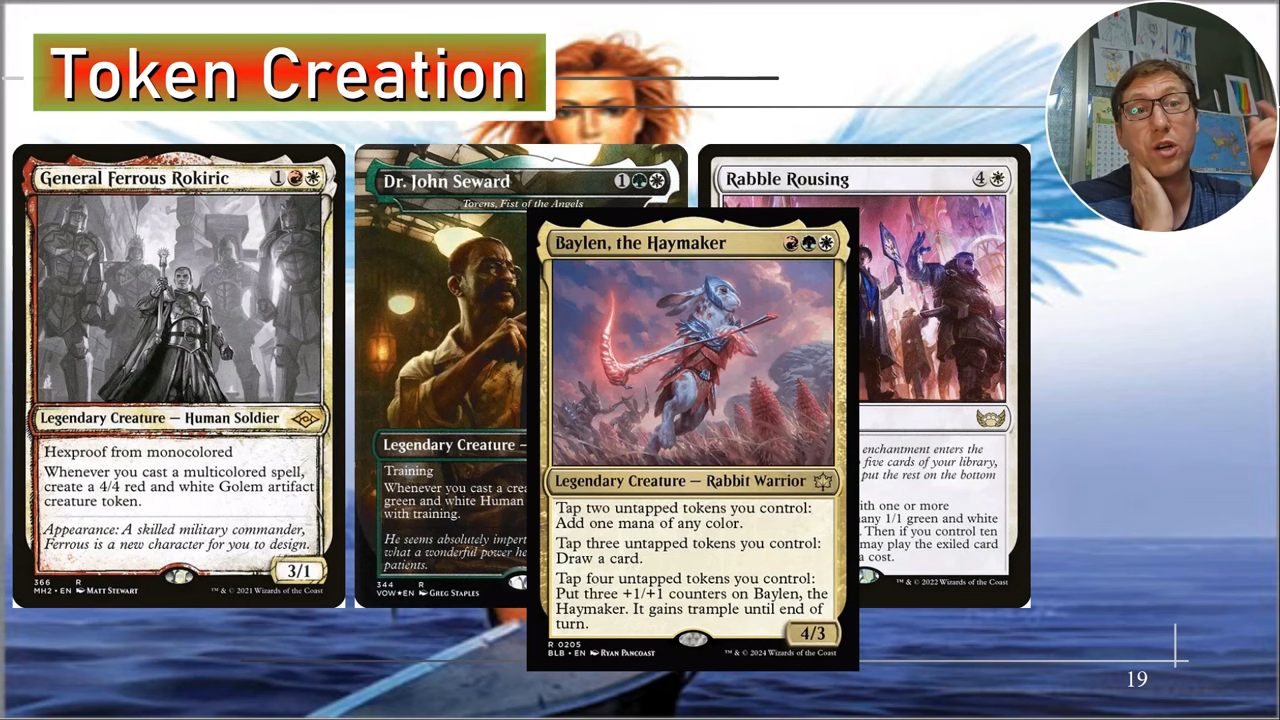 Token Creation
General Ferrous Rokiric
1
Legendary Creature — Human Soldier
Hexproof from monocolored
Whenever you cast a multicolored spell,
create a 4/4 red and white Golem artifact
creature token.
Appearance: A skilled military commander,
Ferrous is a new character for you to design.
3/1
366 R
MH2 • EN MATT STEWART
™ & © 2021 Wizards of the Coast
Dr. John Seward
1
Torens, Fist of the Angels
Legendary Creature —
Training
Whenever you cast a crea
green and white Human
with training.
He seems absolutely impert
what a wonderful power he
patients.
344 R
VOW★EN GREG STAPLES
Baylen, the Haymaker
Legendary Creature — Rabbit Warrior
Tap two untapped tokens you control:
Add one mana of any color.
Tap three untapped tokens you control:
Draw a card.
Tap four untapped tokens you control:
Put three +1/+1 counters on Baylen, the
Haymaker. It gains trample until end of
turn.
4/3
R 0205
BLB • EN RYAN PANCOAST
™ & © 2024 Wizards of the Coast
Rabble Rousing
4
enchantment enters the
five cards of your library,
put the rest on the bottom
ith one or more
any 1/1 green and white
. Then if you control ten
may play the exiled card
a cost.
™ & © 2022 Wizards of the Coast
19